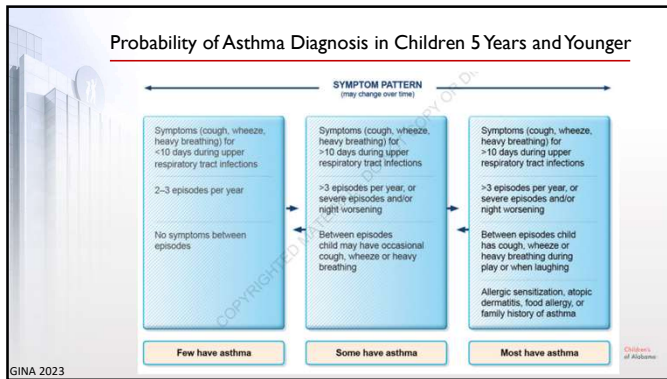 Probability of Asthma Diagnosis in Children 5 Years and Younger
SYMPTOM PATTERN
(may change over time)
Symptoms (cough, wheeze,
heavy breathing) for
<10 days during upper
respiratory tract infections
2–3 episodes per year
No symptoms between
episodes
Few have asthma
Symptoms (cough, wheeze,
heavy breathing) for
>10 days during upper
respiratory tract infections
>3 episodes per year, or
severe episodes and/or
night worsening
Between episodes
child may have occasional
cough, wheeze or heavy
breathing
Some have asthma
Symptoms (cough, wheeze,
heavy breathing) for
>10 days during upper
respiratory tract infections
>3 episodes per year, or
severe episodes and/or
night worsening
Between episodes child
has cough, wheeze or
heavy breathing during
play or when laughing
Allergic sensitization, atopic
dermatitis, food allergy, or
family history of asthma
Most have asthma
COPYRIGHTED MATERIAL COPY OR DI
GINA 2023
Children's
of Alabama